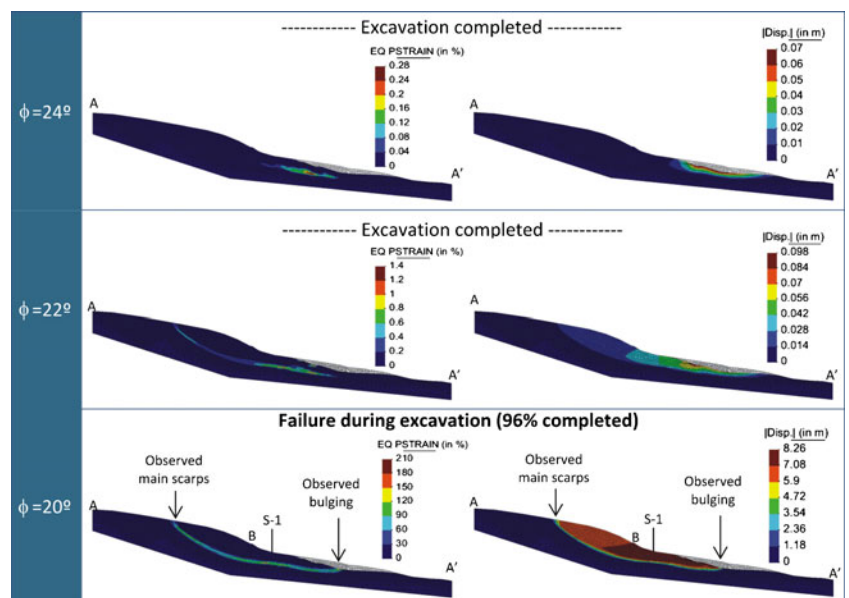 φ=24º
----------- Excavation completed -----------
EQ PSTRAIN (in %)
0.28
0.24
0.2
0.16
0.12
0.08
0.04
0
A
A’
|Disp.| (in m)
0.07
0.06
0.05
0.04
0.03
0.02
0.01
0
A
A’
φ=22º
----------- Excavation completed -----------
EQ PSTRAIN (in %)
1.4
1.2
1
0.8
0.6
0.4
0.2
0
A
A’
|Disp.| (in m)
0.098
0.084
0.07
0.056
0.042
0.028
0.014
0
A
A’
φ=20º
Failure during excavation (96% completed)
EQ PSTRAIN (in %)
210
180
150
120
90
60
30
0
Observed
main scarps
Observed
bulging
A
B
S-1
A’
|Disp.| (in m)
8.26
7.08
5.9
4.72
3.54
2.36
1.18
0
Observed
main scarps
Observed
bulging
A
B
S-1
A’